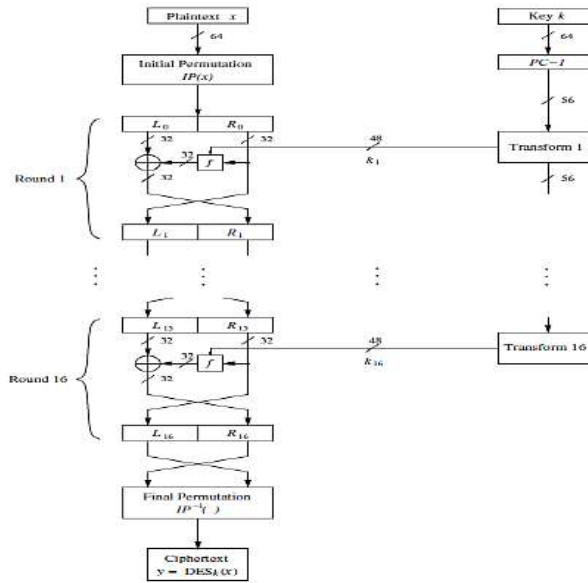 Plaintext x
Key k
64
64
Initial Permutation
IP(x)
PC−1
56
L0
R0
32
32
48
Transform 1
32
f
k1
Round 1
32
56
L1
R1
L15
R15
32
32
48
Transform 16
32
f
k16
Round 16
32
L16
R16
Final Permutation
IP−1( )
Ciphertext
y = DESk(x)